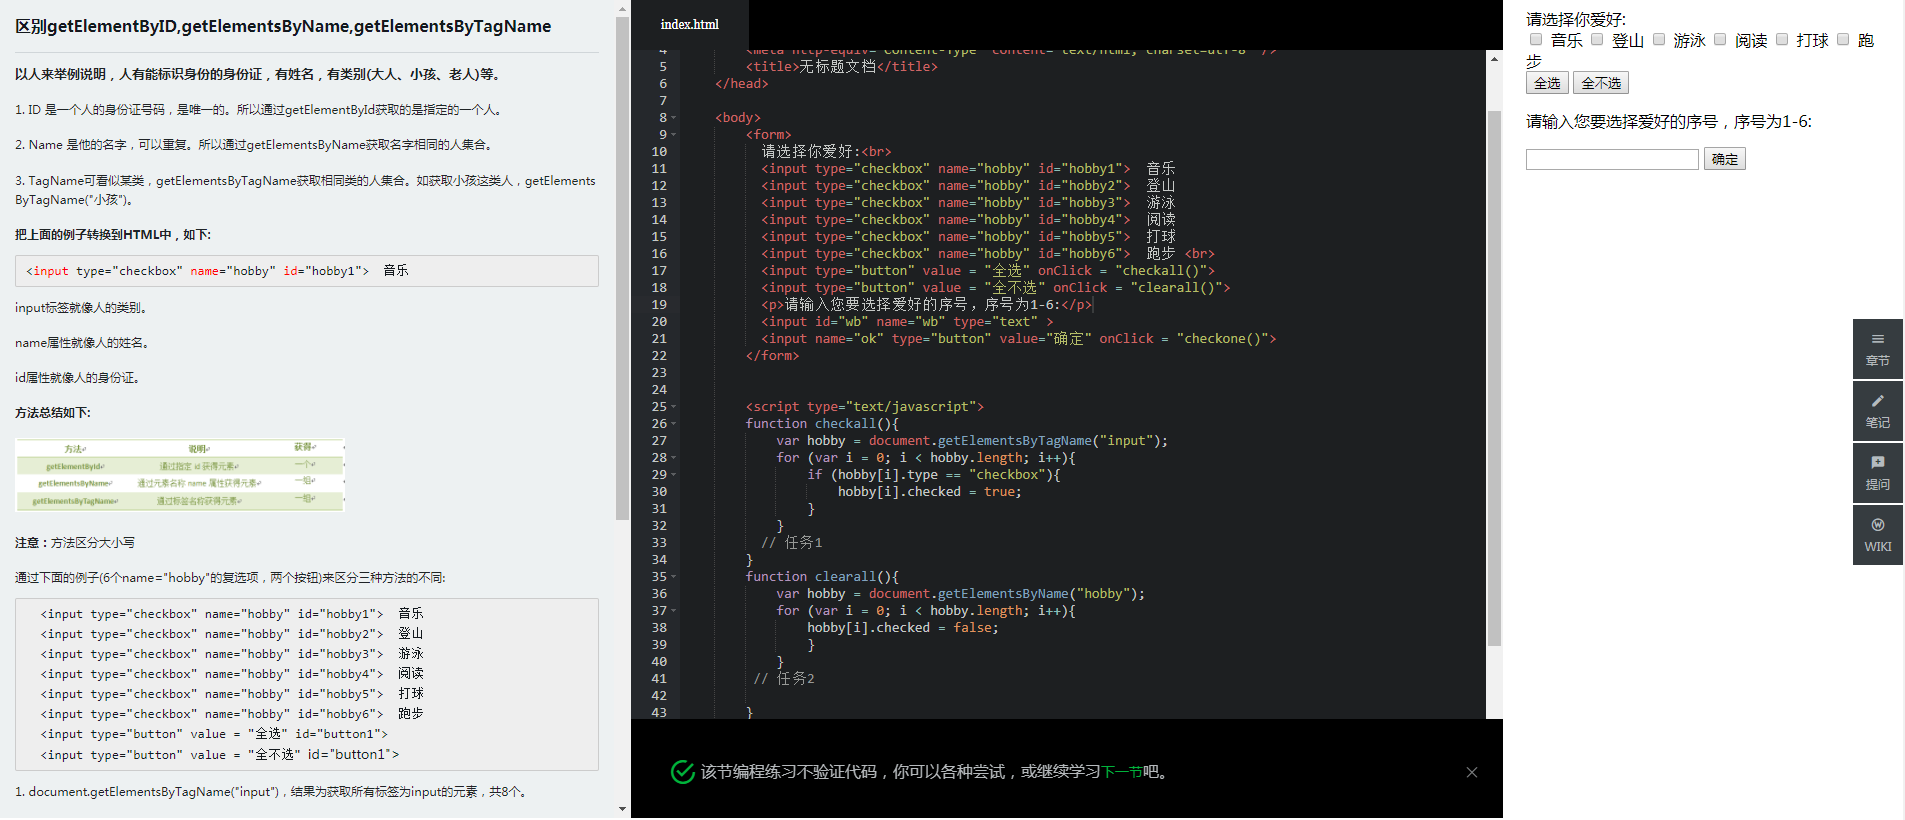 区别getElementByID,getElementsByName,getElementsByTagName
以人来举例说明，人有能标识身份的身份证，有姓名，有类别(大人、小孩、老人)等。
1. ID 是一个人的身份证号码，是唯一的。所以通过getElementById获取的是指定的一个人。
2. Name 是他的名字，可以重复。所以通过getElementsByName获取名字相同的人集合。
3. TagName可看似某类，getElementsByTagName获取相同类的人集合。如获取小孩这类人，getElements
ByTagName("小孩")。
把上面的例子转换到HTML中，如下:
<input type="checkbox" name="hobby" id="hobby1">  音乐
input标签就像人的类别。
name属性就像人的姓名。
id属性就像人的身份证。
方法总结如下:
方法 说明 获得
getElementById 通过指定 id 获得元素 一个
getElementsByName 通过元素名称 name 属性获得元素 一组
getElementsByTagName 通过标签名称获得元素 一组
注意：方法区分大小写
通过下面的例子(6个name="hobby"的复选项，两个按钮)来区分三种方法的不同:
<input type="checkbox" name="hobby" id="hobby1">  音乐
<input type="checkbox" name="hobby" id="hobby2">  登山
<input type="checkbox" name="hobby" id="hobby3">  游泳
<input type="checkbox" name="hobby" id="hobby4">  阅读
<input type="checkbox" name="hobby" id="hobby5">  打球
<input type="checkbox" name="hobby" id="hobby6">  跑步
<input type="button" value = "全选" id="button1">
<input type="button" value = "全不选" id="button1">
1. document.getElementsByTagName("input")，结果为获取所有标签为input的元素，共8个。
index.html
4 <meta http-equiv="Content-Type" content="text/html; charset=utf-8" />
5 <title>无标题文档</title>
6 </head>
7
8 <body>
9 <form>
10 请选择你爱好:<br>
11 <input type="checkbox" name="hobby" id="hobby1">  音乐
12 <input type="checkbox" name="hobby" id="hobby2">  登山
13 <input type="checkbox" name="hobby" id="hobby3">  游泳
14 <input type="checkbox" name="hobby" id="hobby4">  阅读
15 <input type="checkbox" name="hobby" id="hobby5">  打球
16 <input type="checkbox" name="hobby" id="hobby6">  跑步 <br>
17 <input type="button" value = "全选" onClick = "checkall()">
18 <input type="button" value = "全不选" onClick = "clearall()">
19 <p>请输入您要选择爱好的序号，序号为1-6:</p>
20 <input id="wb" name="wb" type="text" >
21 <input name="ok" type="button" value="确定" onClick = "checkone()">
22 </form>
23
24
25 <script type="text/javascript">
26 function checkall(){
27 var hobby = document.getElementsByTagName("input");
28 for (var i = 0; i < hobby.length; i++){
29 if (hobby[i].type == "checkbox"){
30 hobby[i].checked = true;
31 }
32 }
33 // 任务1
34 }
35 function clearall(){
36 var hobby = document.getElementsByName("hobby");
37 for (var i = 0; i < hobby.length; i++){
38 hobby[i].checked = false;
39 }
40 }
41 // 任务2
42
43 }
该节编程练习不验证代码，你可以各种尝试，或继续学习下一节吧。
请选择你爱好:
音乐 登山 游泳 阅读 打球 跑
步
全选 全不选
请输入您要选择爱好的序号，序号为1-6:
确定
章节
笔记
提问
WIKI